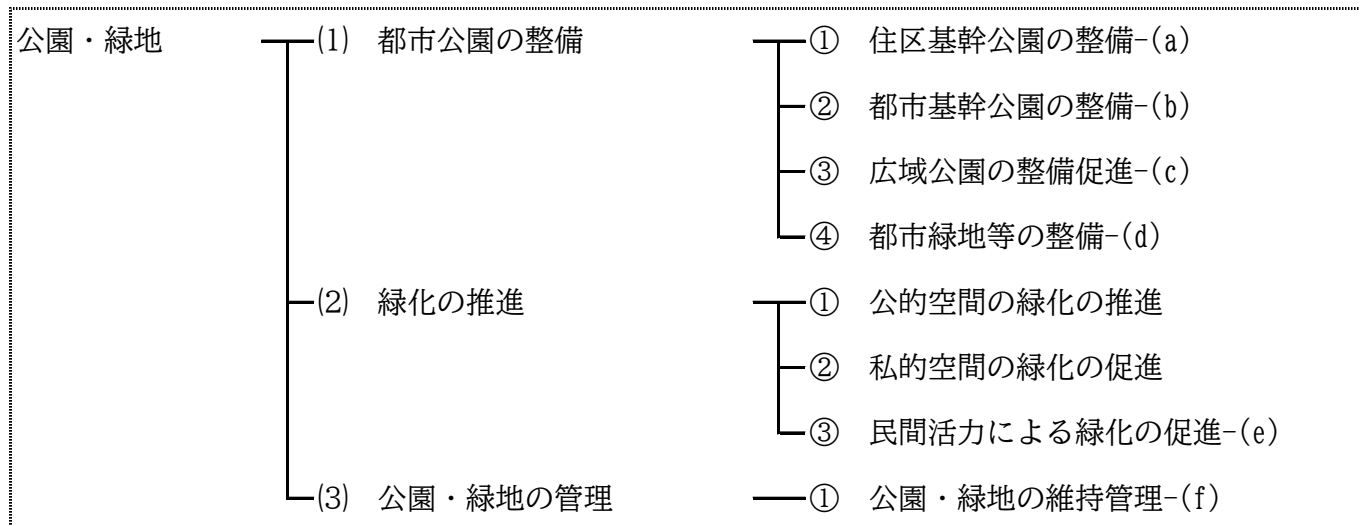 公園・緑地 (1) 都市公園の整備 ① 住区基幹公園の整備-(a)
② 都市基幹公園の整備-(b)
③ 広域公園の整備促進-(c)
④ 都市緑地等の整備-(d)
(2) 緑化の推進 ① 公的空間の緑化の推進
② 私的空間の緑化の促進
③ 民間活力による緑化の促進-(e)
(3) 公園・緑地の管理 ① 公園・緑地の維持管理-(f)